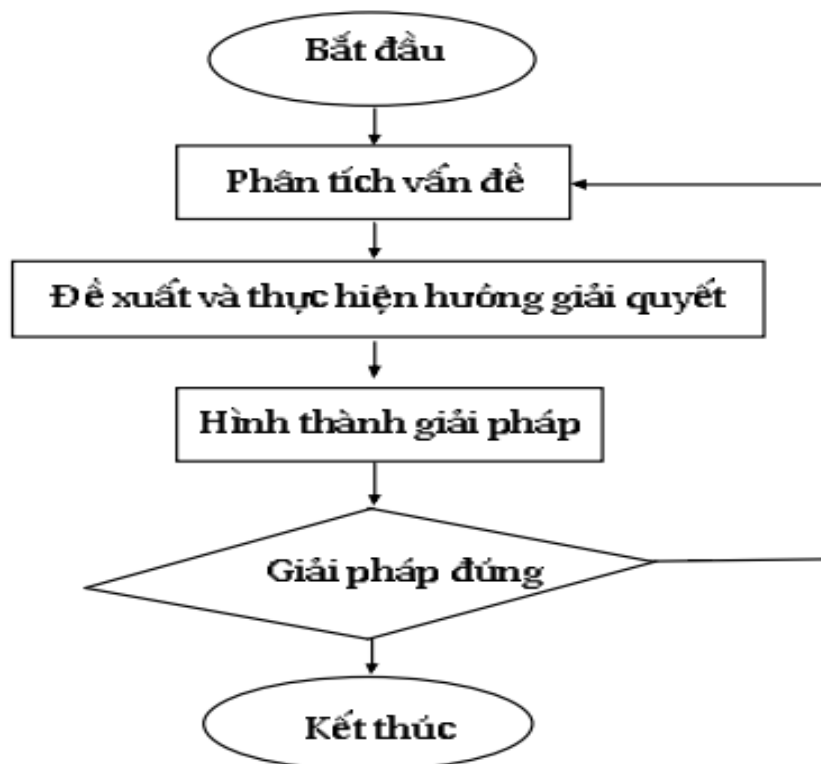 Bắt đầu
Phân tích vấn đề
Đề xuất và thực hiện hướng giải quyết
Hình thành giải pháp
Giải pháp đúng
Kết thúc